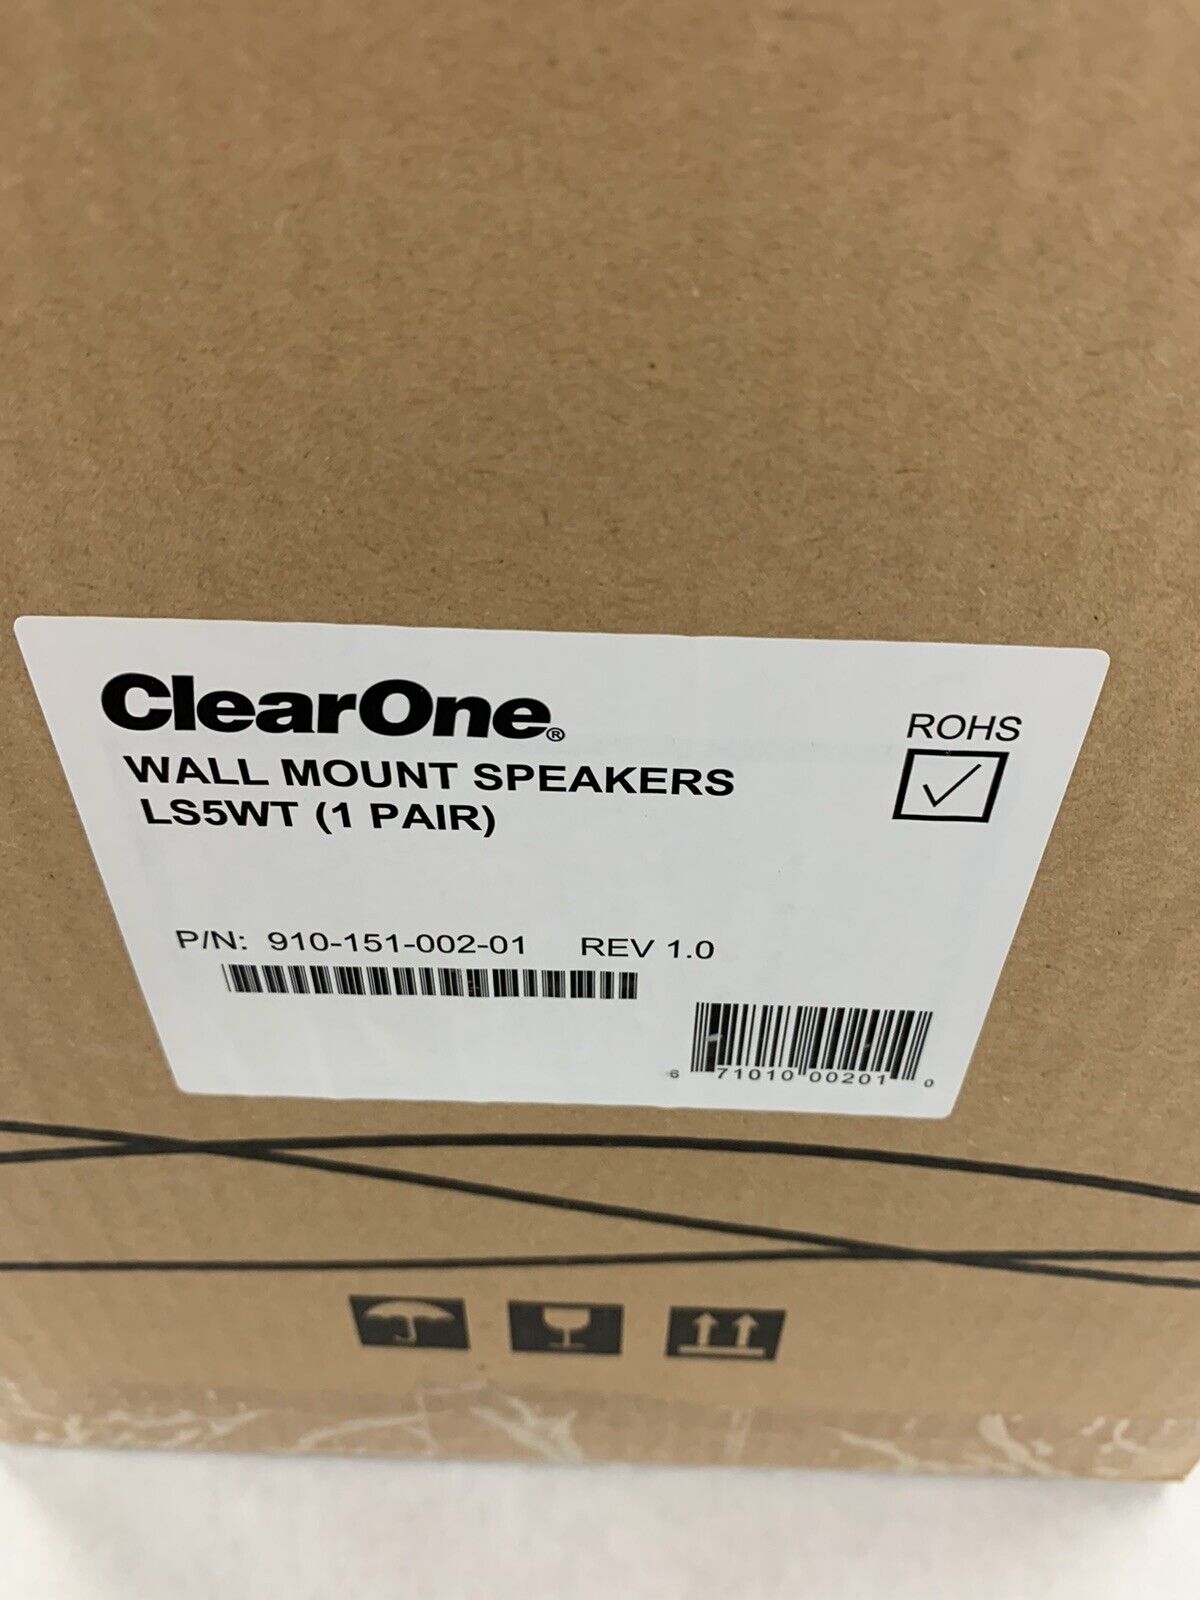 ClearOne®
ROHS
WALL MOUNT SPEAKERS
LS5WT (1 PAIR)
P/N: 910-151-002-01 REV 1.0
6 71010 00201 0